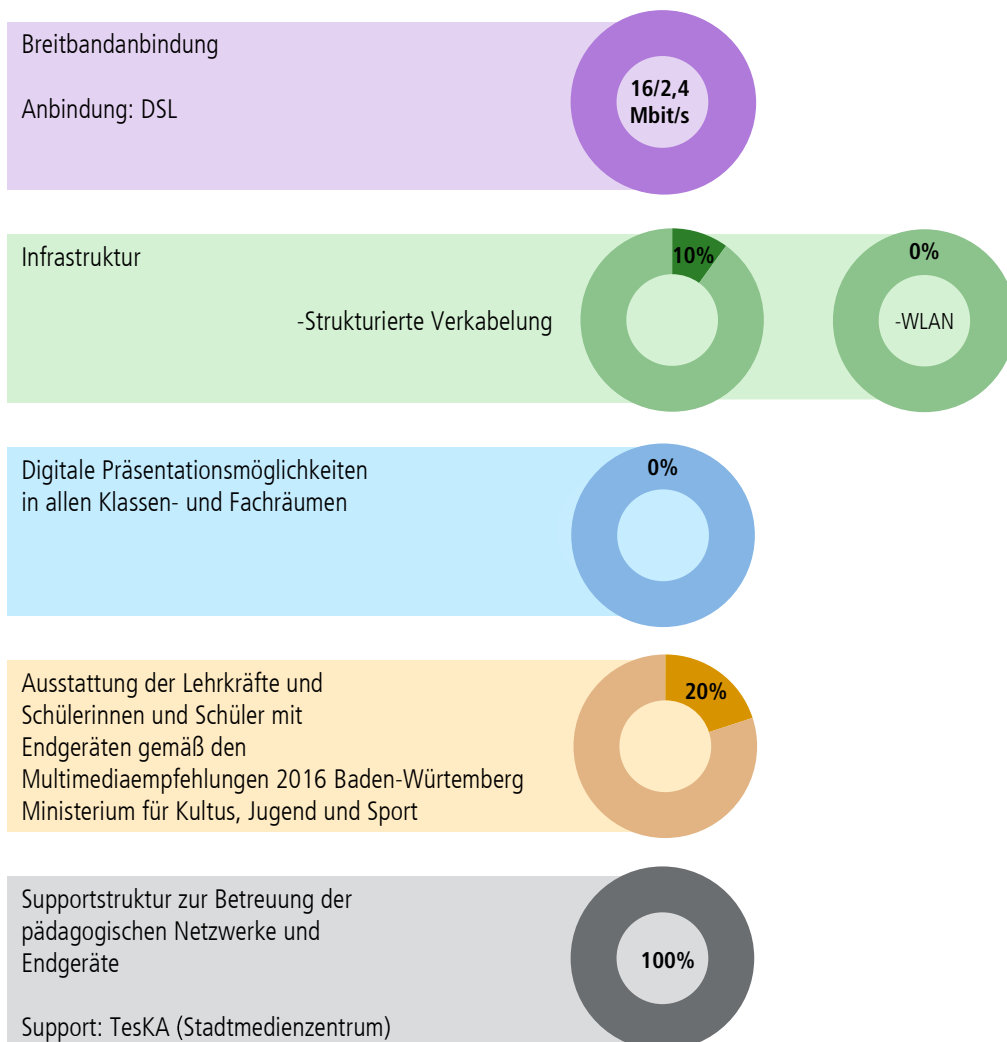 Breitbandanbindung
Anbindung: DSL
16/2,4
Mbit/s
Infrastruktur
-Strukturierte Verkabelung
10%
0%
-WLAN
Digitale Präsentationsmöglichkeiten
in allen Klassen- und Fachräumen
0%
Ausstattung der Lehrkräfte und
Schülerinnen und Schüler mit
Endgeräten gemäß den
Multimediaempfehlungen 2016 Baden-Würtemberg
Ministerium für Kultus, Jugend und Sport
20%
Supportstruktur zur Betreuung der
pädagogischen Netzwerke und
Endgeräte
Support: TesKA (Stadtmedienzentrum)
100%